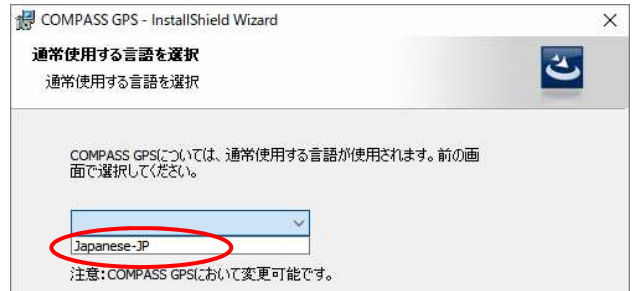 COMPASS GPS - InstallShield Wizard
通常使用する言語を選択
通常使用する言語を選択
COMPASS GPSについては、通常使用する言語が使用されます。前の画
面で選択してください。
Japanese-JP
注意:COMPASS GPSにおいて変更可能です。